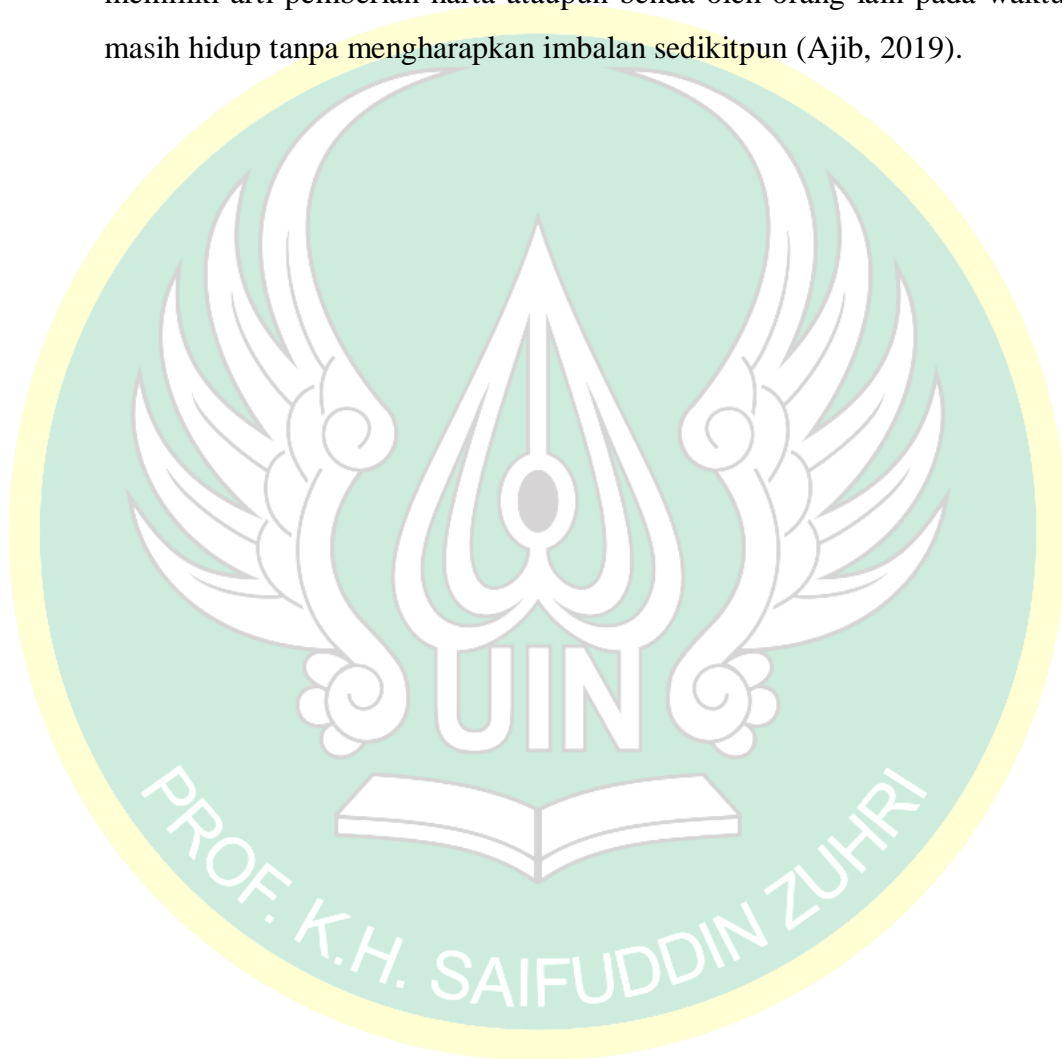 memiliki arti pemberian harta ataupun benda oleh orang lain pada waktu
masih hidup tanpa mengharapkan imbalan sedikitpun (Ajib, 2019).
UIN
PROF. K.H. SAIFUDDIN ZUHRI